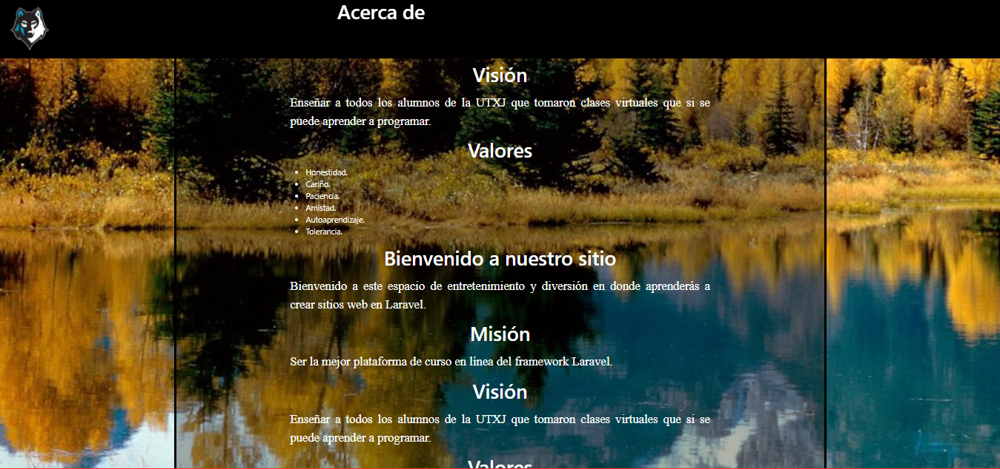 Acerca de
Visión
Enseñar a todos los alumnos de la UTXJ que tomaron clases virtuales que si se
puede aprender a programar.
Valores
Honestidad.
Cariño.
Paciencia.
Amistad.
Autoaprendizaje.
Tolerancia.
Bienvenido a nuestro sitio
Bienvenido a este espacio de entretenimiento y diversión en donde aprenderás a
crear sitios web en Laravel.
Misión
Ser la mejor plataforma de curso en línea del framework Laravel.
Visión
Enseñar a todos los alumnos de la UTXJ que tomaron clases virtuales que si se
puede aprender a programar.
Valores